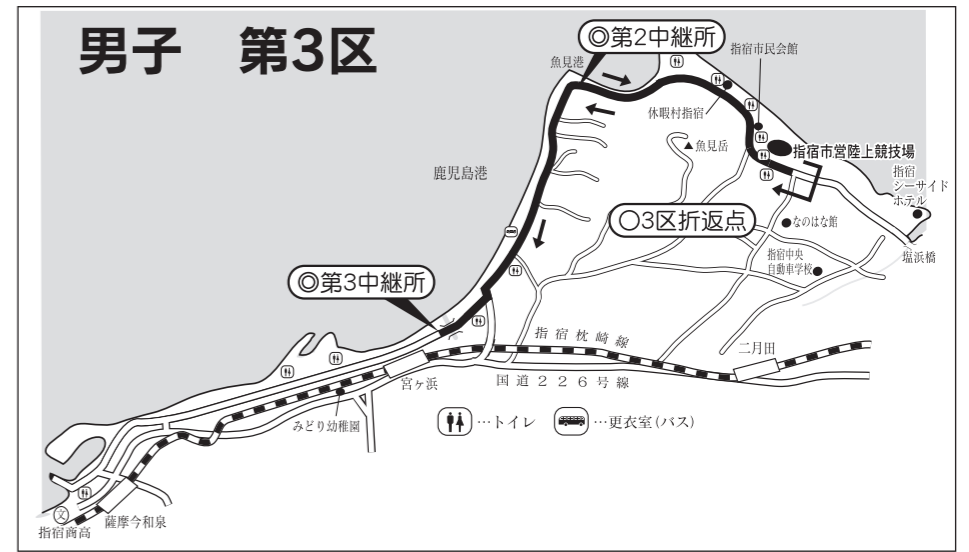 男子　第3区
◎第2中継所
魚見港
指宿市民会館
休暇村指宿
▲魚見岳
指宿市営陸上競技場
鹿児島港
指宿
シーサイド
ホテル
○3区折返点
なのはな館
塩浜橋
指宿中央
自動車学校
◎第3中継所
指宿枕崎線
二月田
宮ヶ浜
国道226号線
みどり幼稚園
…トイレ
…更衣室(バス)
文
薩摩今和泉
指宿商高